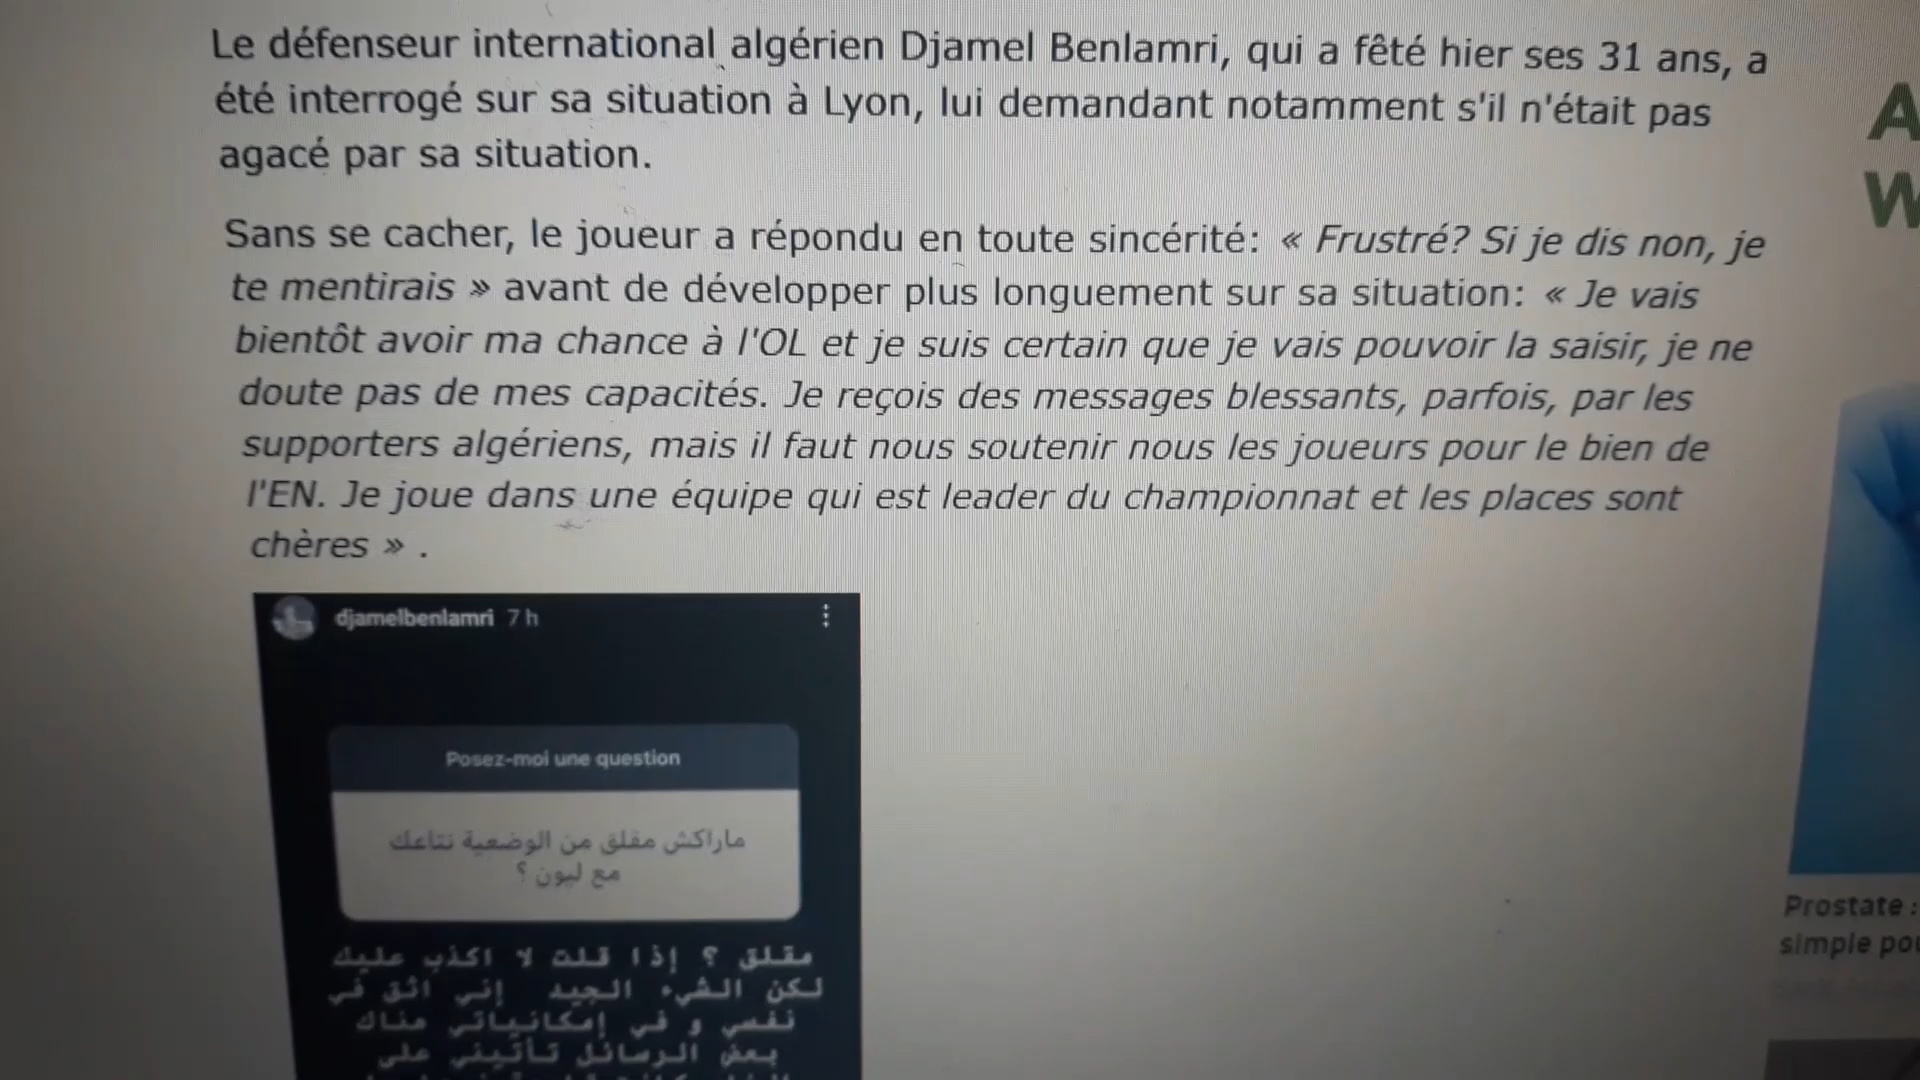 Le défenseur international algérien Djamel Benlamri, qui a fêté hier ses 31 ans, a
été interrogé sur sa situation à Lyon, lui demandant notamment s'il n'était pas
agacé par sa situation.
Sans se cacher, le joueur a répondu en toute sincérité: « Frustré? Si je dis non, je
te mentirais » avant de développer plus longuement sur sa situation: « Je vais
bientôt avoir ma chance à l'OL et je suis certain que je vais pouvoir la saisir, je ne
doute pas de mes capacités. Je reçois des messages blessants, parfois, par les
supporters algériens, mais il faut nous soutenir nous les joueurs pour le bien de
l'EN. Je joue dans une équipe qui est leader du championnat et les places sont
chères » .
djamelbenlamri 7 h
Posez-moi une question
ماراكش مقلق من الوضعية نتاعك
مع ليون ؟
مقلق ؟ إذا قلت لا اكذب عليك
لكن الشيء الجيد إني اثق في
نفسي و في إمكانياتي هناك
بعض الرسائل تأتيني على
A
W
Prostate :
simple pou